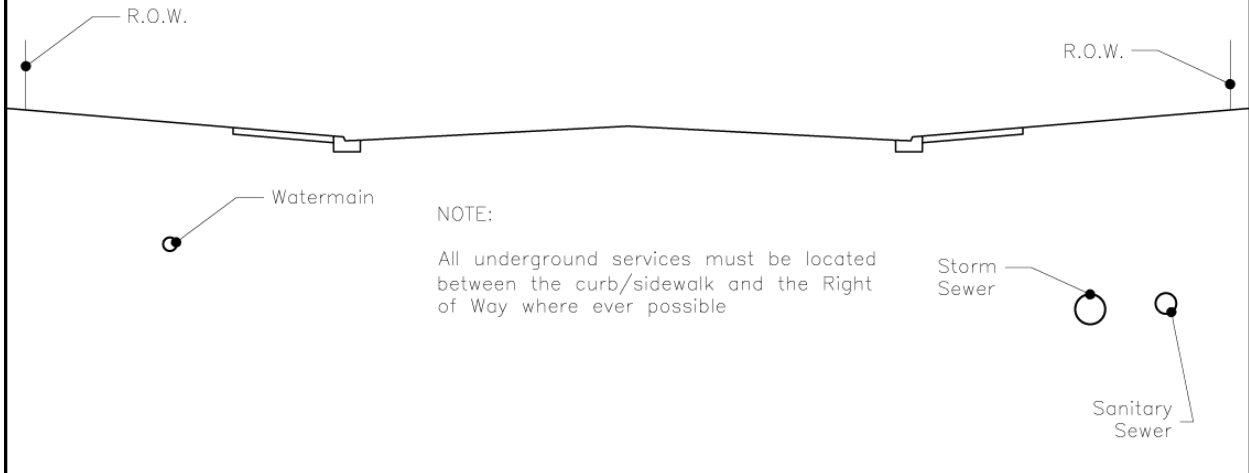 R.O.W.
R.O.W.
Watermain
NOTE:
All underground services must be located
between the curb/sidewalk and the Right
of Way where ever possible
Storm
Sewer
Sanitary
Sewer